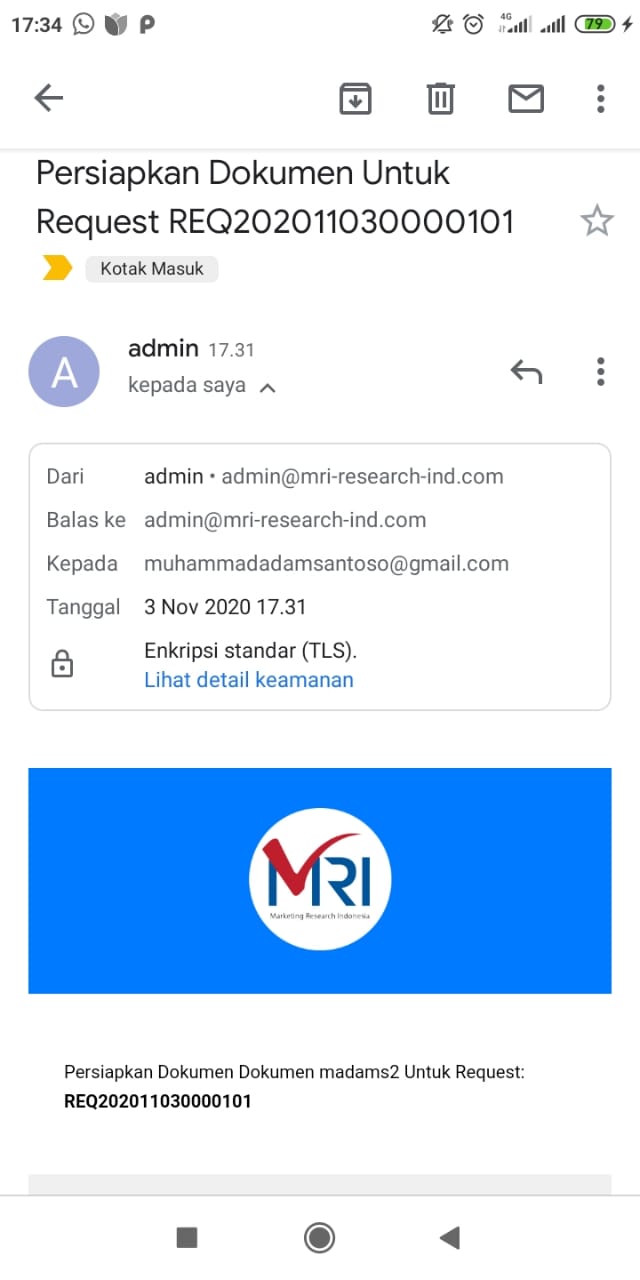 17:34
4G
79
Persiapkan Dokumen Untuk
Request REQ202011030000101
Kotak Masuk
A
admin 17.31
kepada saya
Dari admin • admin@mri-research-ind.com
Balas ke admin@mri-research-ind.com
Kepada muhammadadamsantoso@gmail.com
Tanggal 3 Nov 2020 17.31
Enkripsi standar (TLS).
Lihat detail keamanan
MRI
Marketing Research Indonesia
Persiapkan Dokumen Dokumen madams2 Untuk Request:
REQ202011030000101